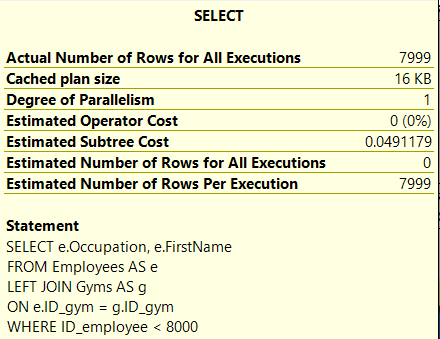 SELECT
Actual Number of Rows for All Executions 7999
Cached plan size 16 KB
Degree of Parallelism 1
Estimated Operator Cost 0 (0%)
Estimated Subtree Cost 0.0491179
Estimated Number of Rows for All Executions 0
Estimated Number of Rows Per Execution 7999
Statement
SELECT e.Occupation, e.FirstName
FROM Employees AS e
LEFT JOIN Gyms AS g
ON e.ID_gym = g.ID_gym
WHERE ID_employee < 8000